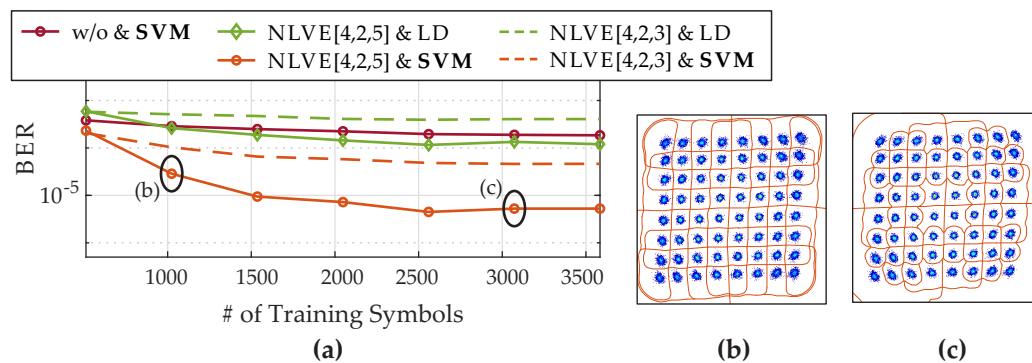 w/o & SVM
NLVE[4,2,5] & LD
NLVE[4,2,3] & LD
NLVE[4,2,5] & SVM
NLVE[4,2,3] & SVM
BER
10⁻⁵
(b)
(c)
1000 1500 2000 2500 3000 3500
# of Training Symbols
(a)
(b)
(c)